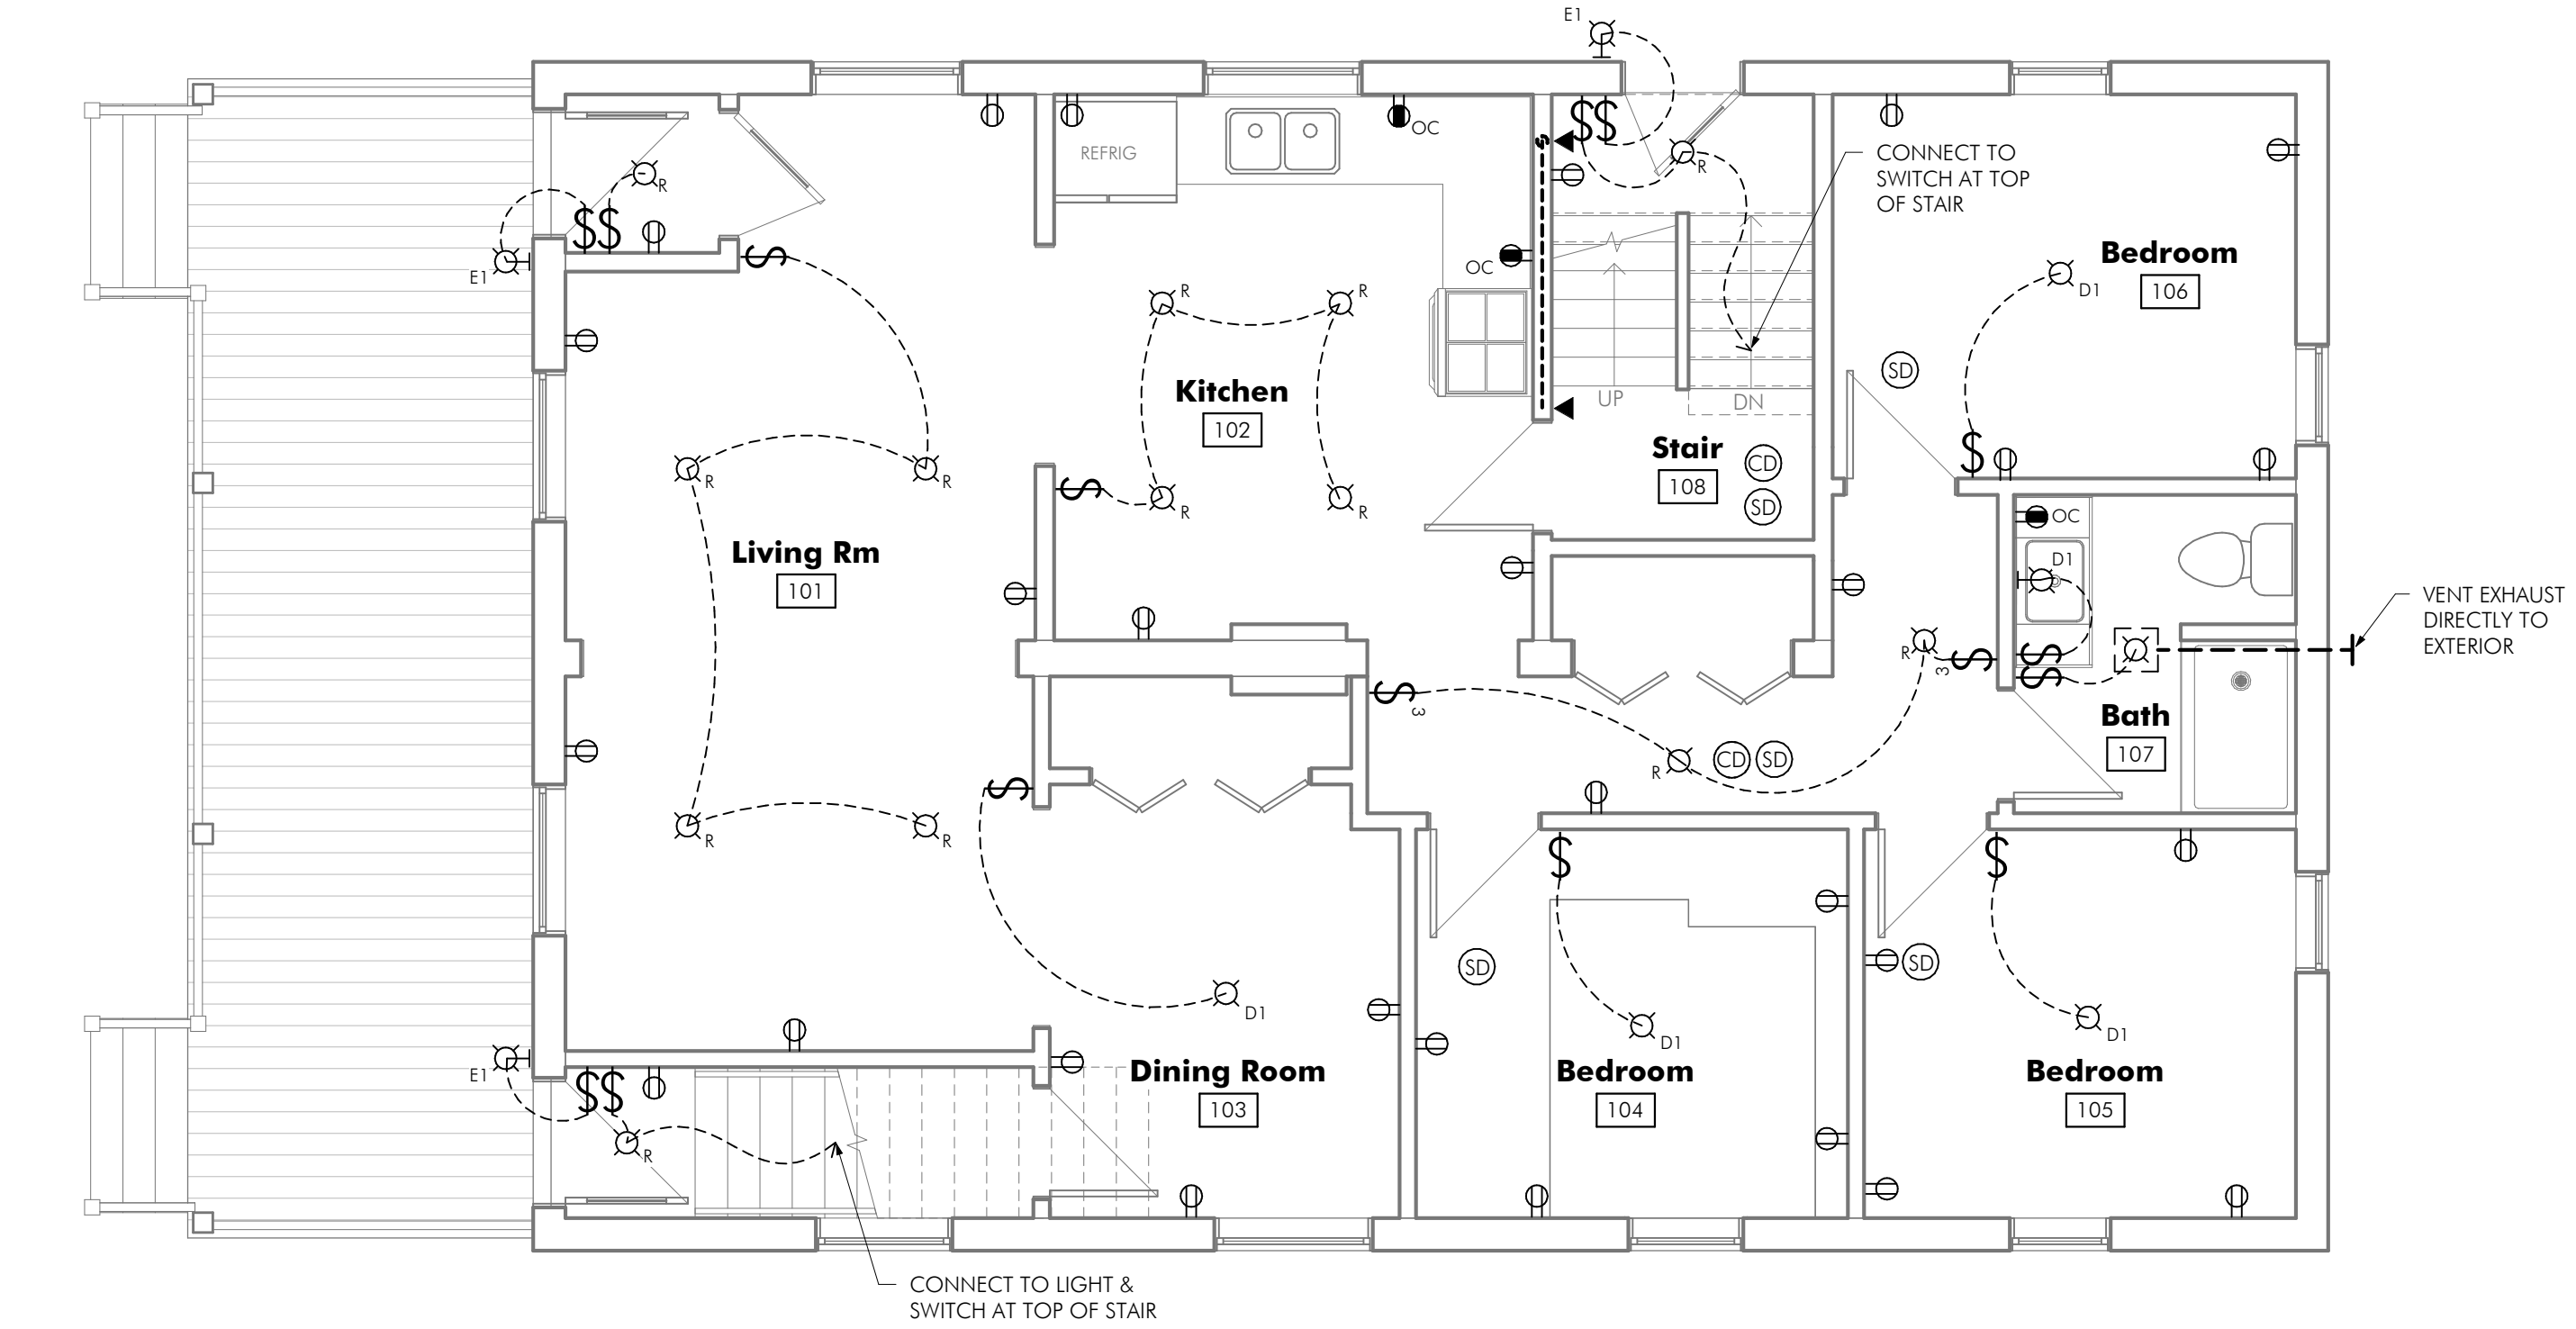 E1
OC
REFRIG
R
R
CONNECT TO
SWITCH AT TOP
OF STAIR
$$
$$
$
E1
OC
Bedroom
106
D1
R
R
SD
Kitchen
102
UP
DN
Stair
108
CD
SD
$
R
R
$
R
R
OC
D1
Living Rm
101
VENT EXHAUST
DIRECTLY TO
EXTERIOR
R
$
3
$
$
$
3
Bath
107
R
CD
SD
$
R
R
$
$
SD
SD
D1
D1
D1
E1
$$
Dining Room
103
Bedroom
104
Bedroom
105
R
CONNECT TO LIGHT &
SWITCH AT TOP OF STAIR